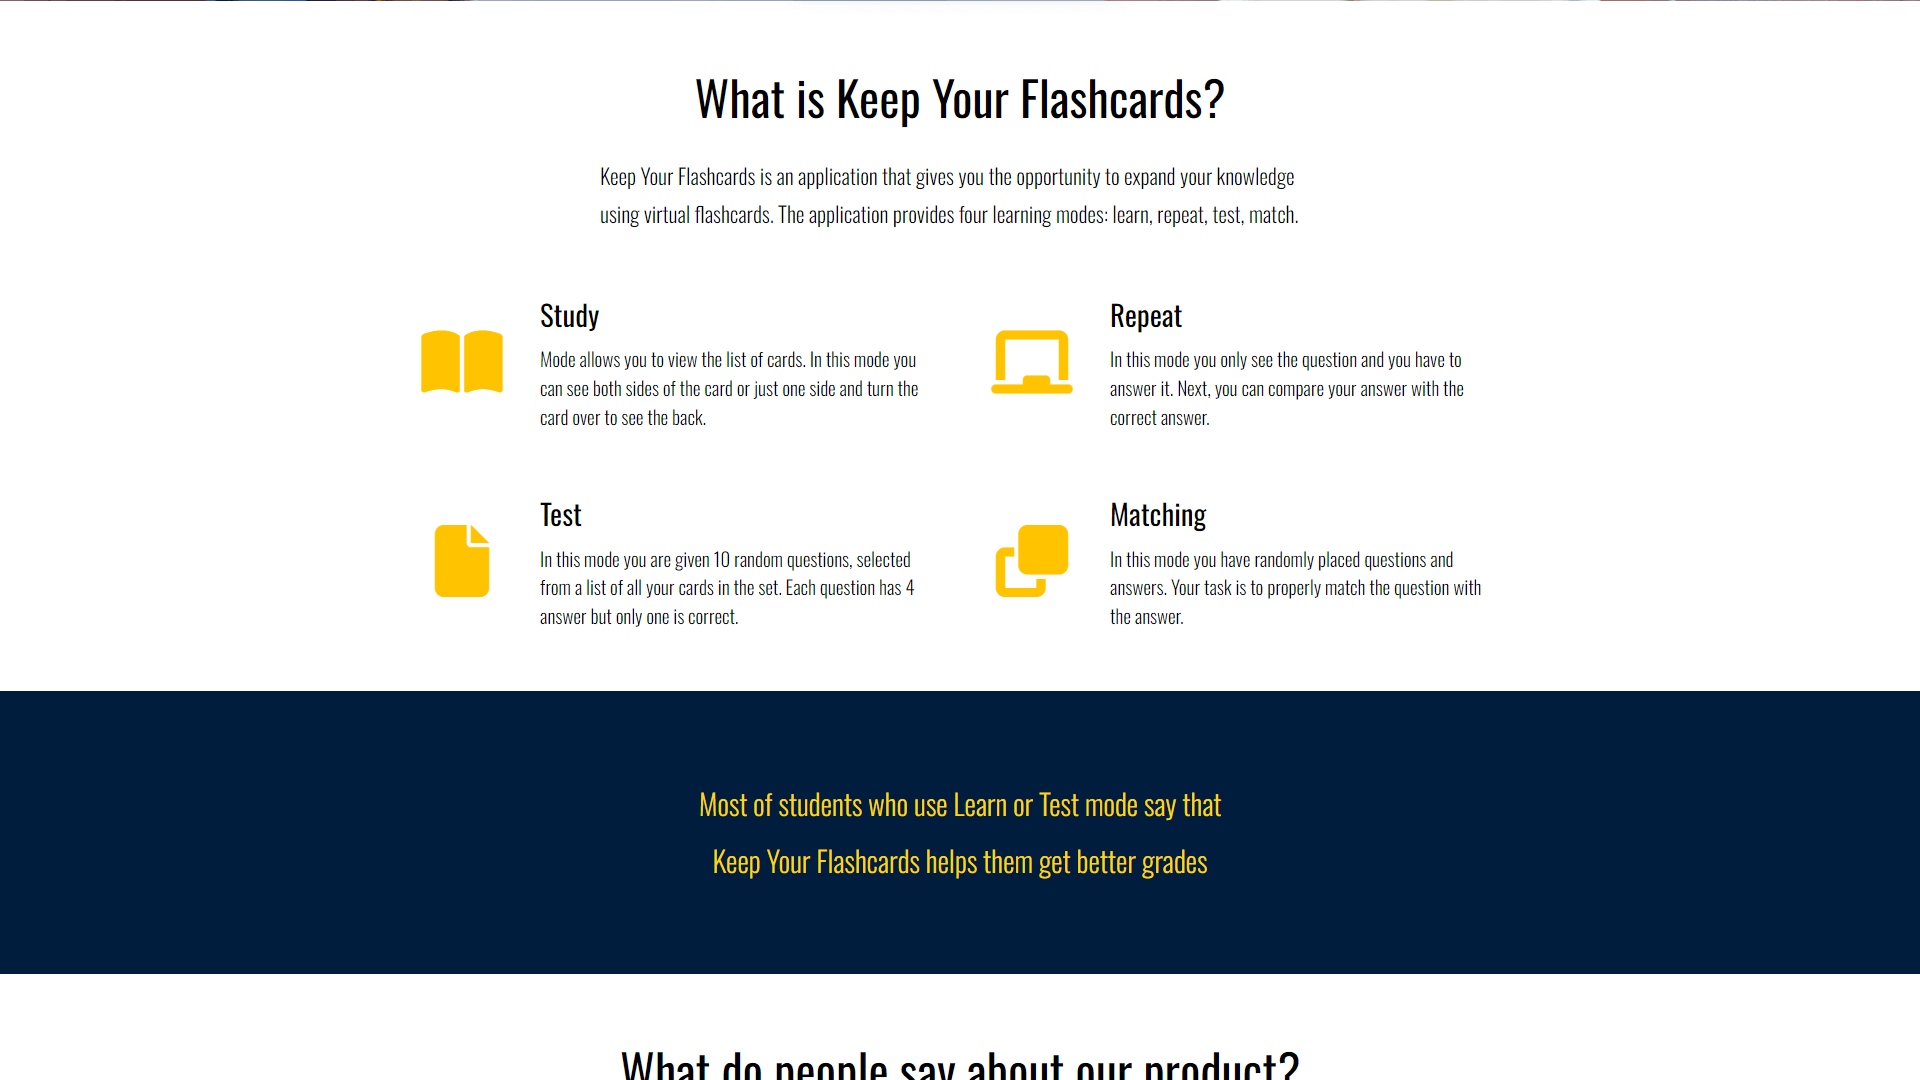 What is Keep Your Flashcards?
Keep Your Flashcards is an application that gives you the opportunity to expand your knowledge
using virtual flashcards. The application provides four learning modes: learn, repeat, test, match.
Study
Mode allows you to view the list of cards. In this mode you
can see both sides of the card or just one side and turn the
card over to see the back.
Repeat
In this mode you only see the question and you have to
answer it. Next, you can compare your answer with the
correct answer.
Test
In this mode you are given 10 random questions, selected
from a list of all your cards in the set. Each question has 4
answer but only one is correct.
Matching
In this mode you have randomly placed questions and
answers. Your task is to properly match the question with
the answer.
Most of students who use Learn or Test mode say that
Keep Your Flashcards helps them get better grades
What do people say about our product?